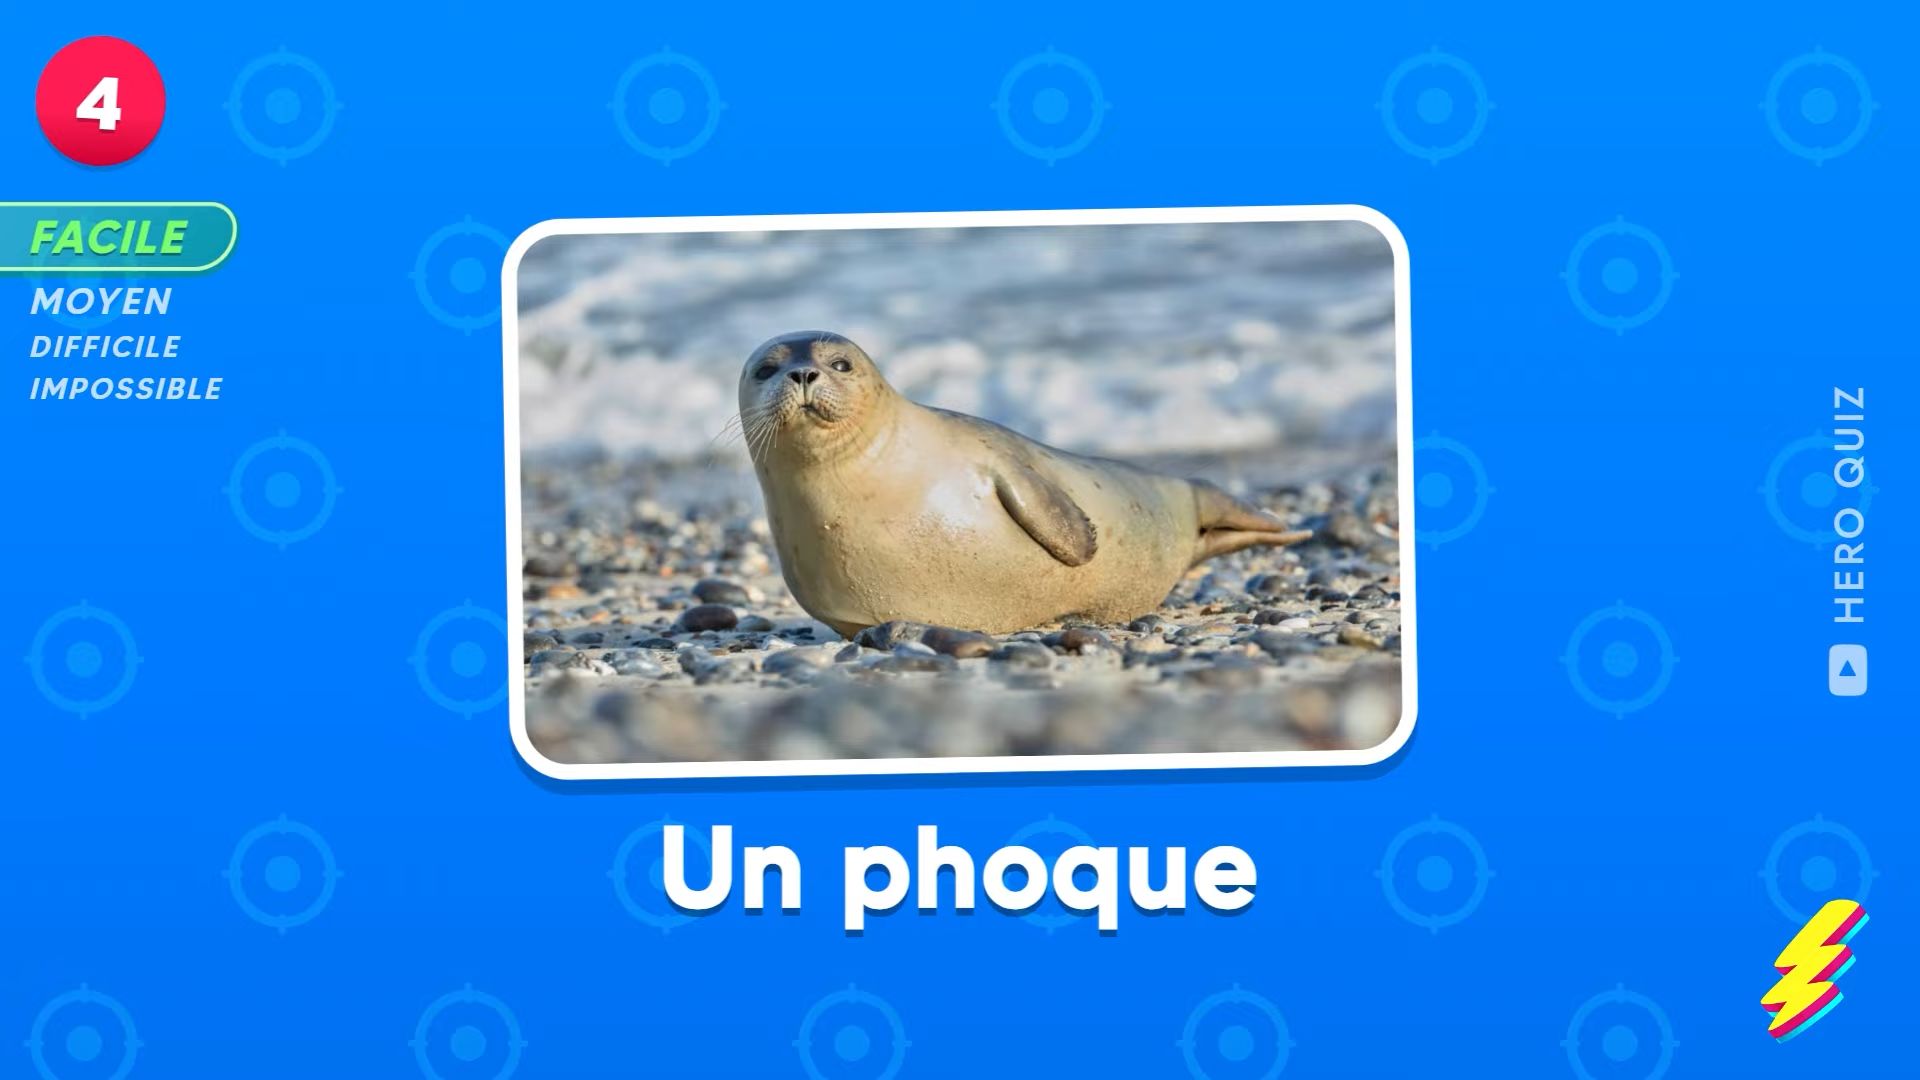 4
FACILE
MOYEN
DIFFICILE
IMPOSSIBLE
Un phoque
HERO QUIZ